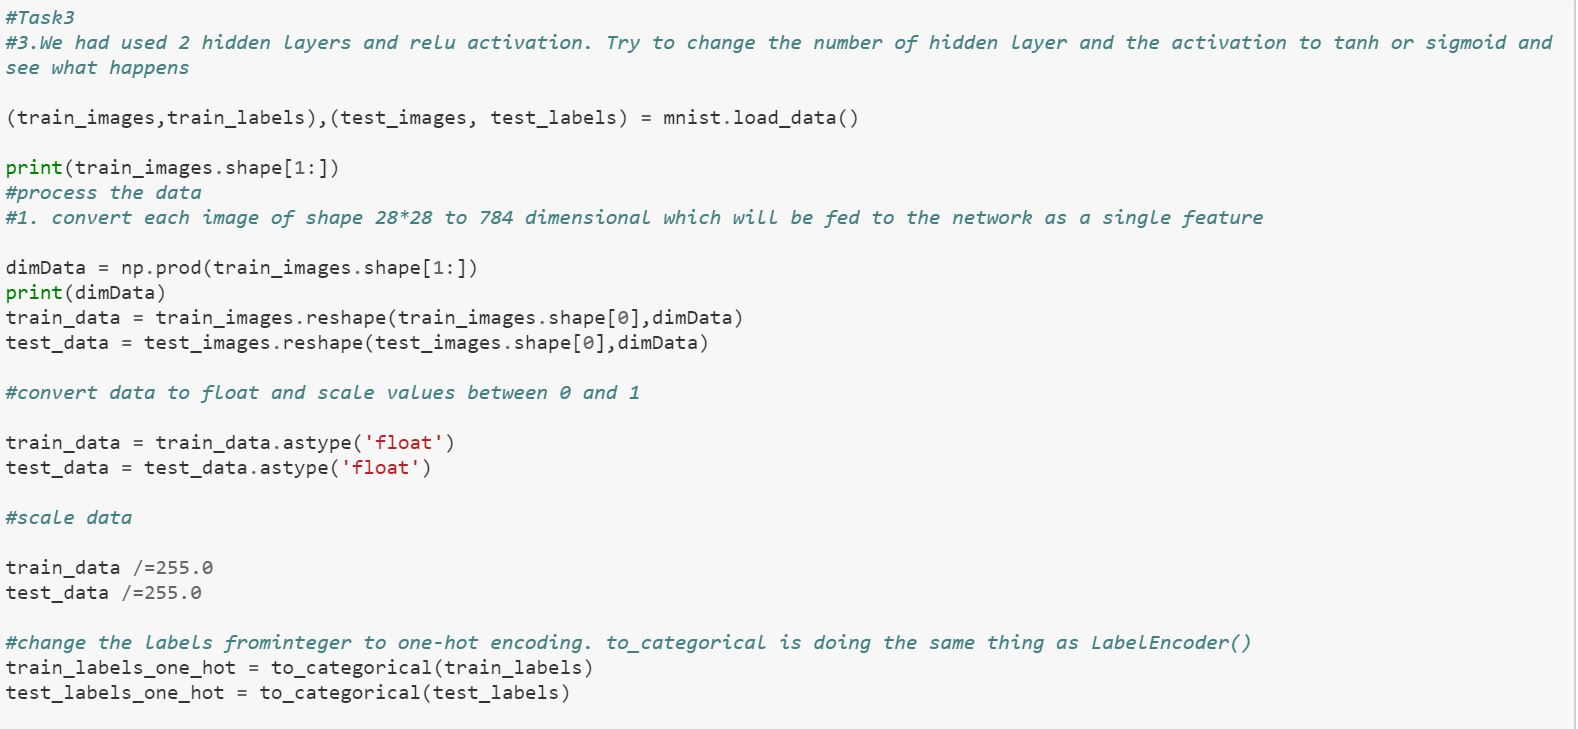 #Task3
#3.We had used 2 hidden layers and relu activation. Try to change the number of hidden layer and the activation to tanh or sigmoid and
see what happens
(train_images,train_labels),(test_images, test_labels) = mnist.load_data()
print(train_images.shape[1:])
#process the data
#1. convert each image of shape 28*28 to 784 dimensional which will be fed to the network as a single feature
dimData = np.prod(train_images.shape[1:])
print(dimData)
train_data = train_images.reshape(train_images.shape[0],dimData)
test_data = test_images.reshape(test_images.shape[0],dimData)
#convert data to float and scale values between 0 and 1
train_data = train_data.astype('float')
test_data = test_data.astype('float')
#scale data
train_data /=255.0
test_data /=255.0
#change the labels frominteger to one-hot encoding. to_categorical is doing the same thing as LabelEncoder()
train_labels_one_hot = to_categorical(train_labels)
test_labels_one_hot = to_categorical(test_labels)